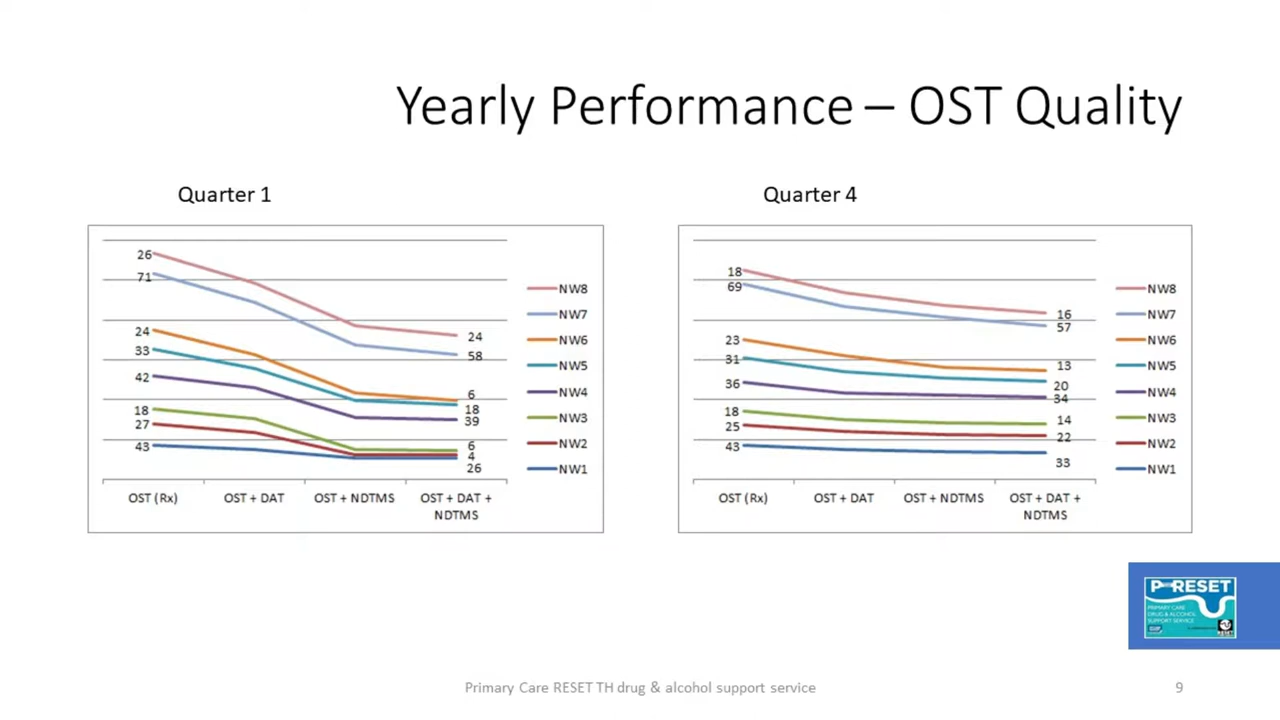 Yearly Performance – OST Quality
Quarter 1
Quarter 4
26
71
24
33
42
18
27
43
24
58
6
18
39
6
4
26
OST (Rx)
OST + DAT
OST + NDTMS
OST + DAT +
NDTMS
NW8
NW7
NW6
NW5
NW4
NW3
NW2
NW1
18
69
23
31
36
18
25
43
16
57
13
20
34
14
22
33
OST (Rx)
OST + DAT
OST + NDTMS
OST + DAT +
NDTMS
NW8
NW7
NW6
NW5
NW4
NW3
NW2
NW1
RESET
PRIMARY CARE
DRUG & ALCOHOL
SUPPORT SERVICE
RESET
Primary Care RESET TH drug & alcohol support service
9